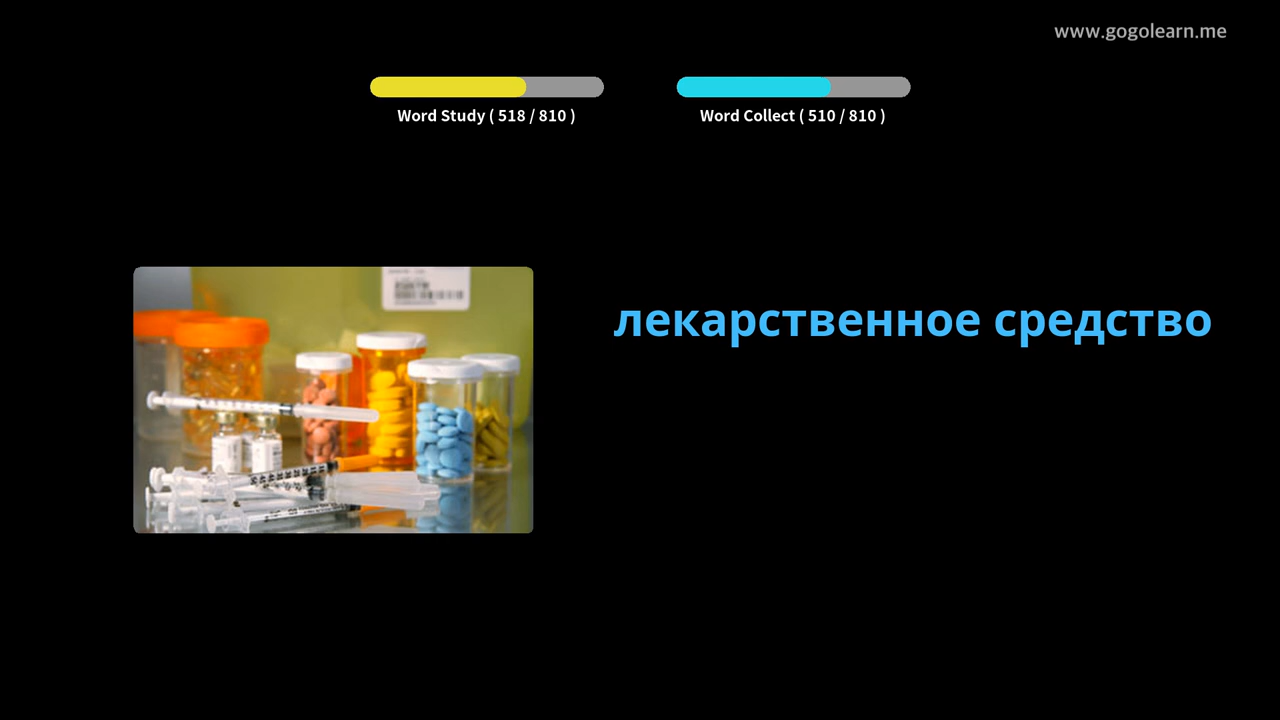 www.gogolearn.me
Word Study ( 518 / 810 )
Word Collect ( 510 / 810 )
лекарственное средство